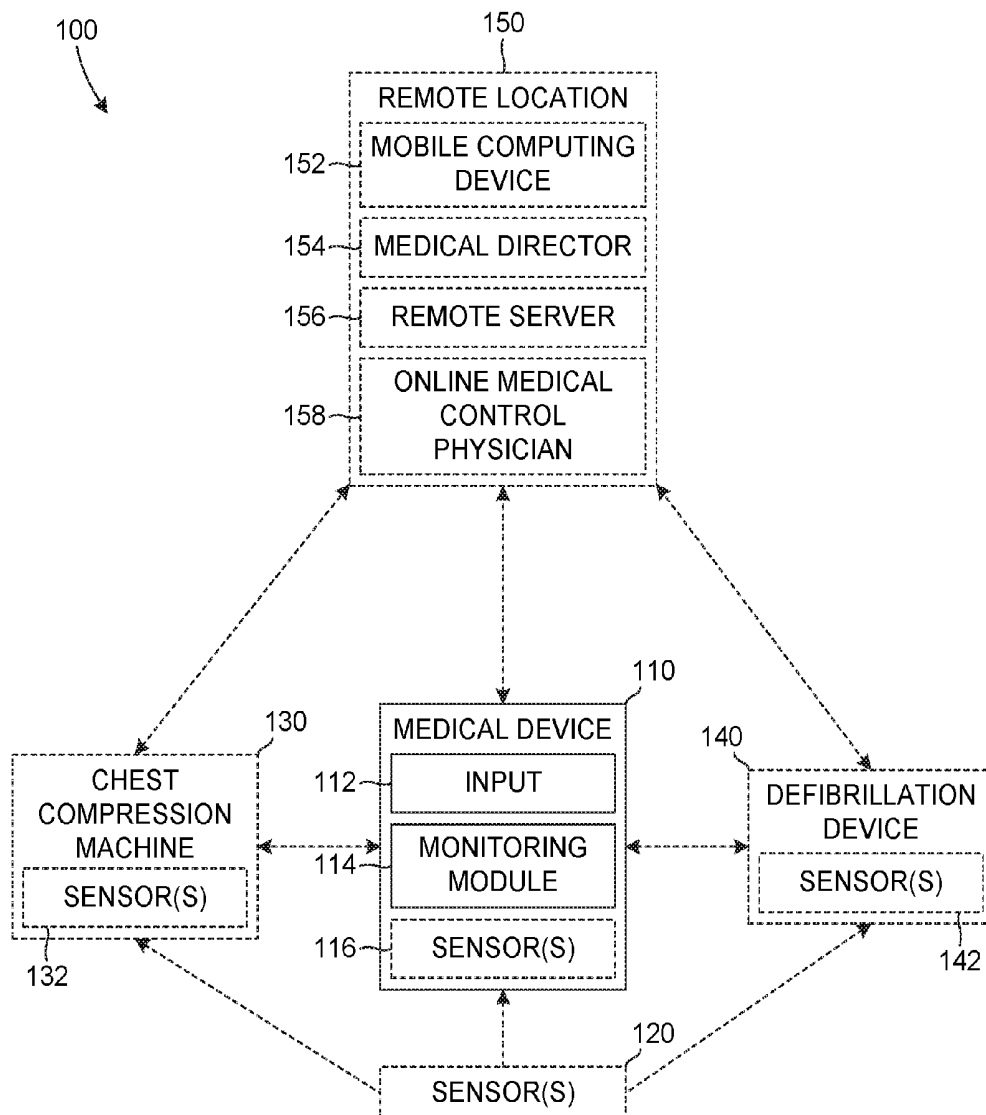 100
150
REMOTE LOCATION
152
MOBILE COMPUTING
DEVICE
154
MEDICAL DIRECTOR
156
REMOTE SERVER
158
ONLINE MEDICAL
CONTROL
PHYSICIAN
130
CHEST
COMPRESSION
MACHINE
SENSOR(S)
132
110
MEDICAL DEVICE
112
INPUT
114
MONITORING
MODULE
116
SENSOR(S)
140
DEFIBRILLATION
DEVICE
SENSOR(S)
142
120
SENSOR(S)